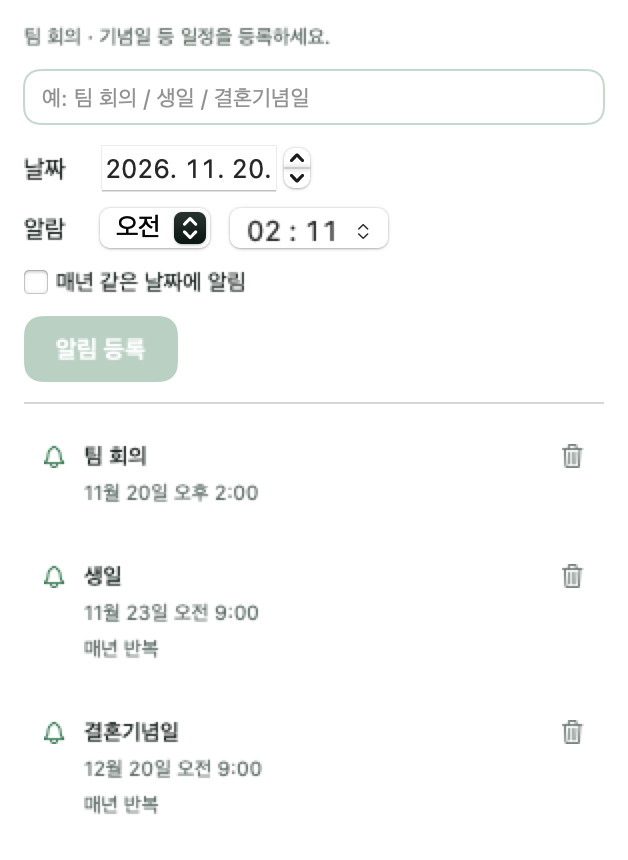 팀 회의 · 기념일 등 일정을 등록하세요.
예: 팀 회의 / 생일 / 결혼기념일
날짜 2026. 11. 20.
알람 오전 02 : 11
매년 같은 날짜에 알림
알림 등록
팀 회의
11월 20일 오후 2:00
생일
11월 23일 오전 9:00
매년 반복
결혼기념일
12월 20일 오전 9:00
매년 반복